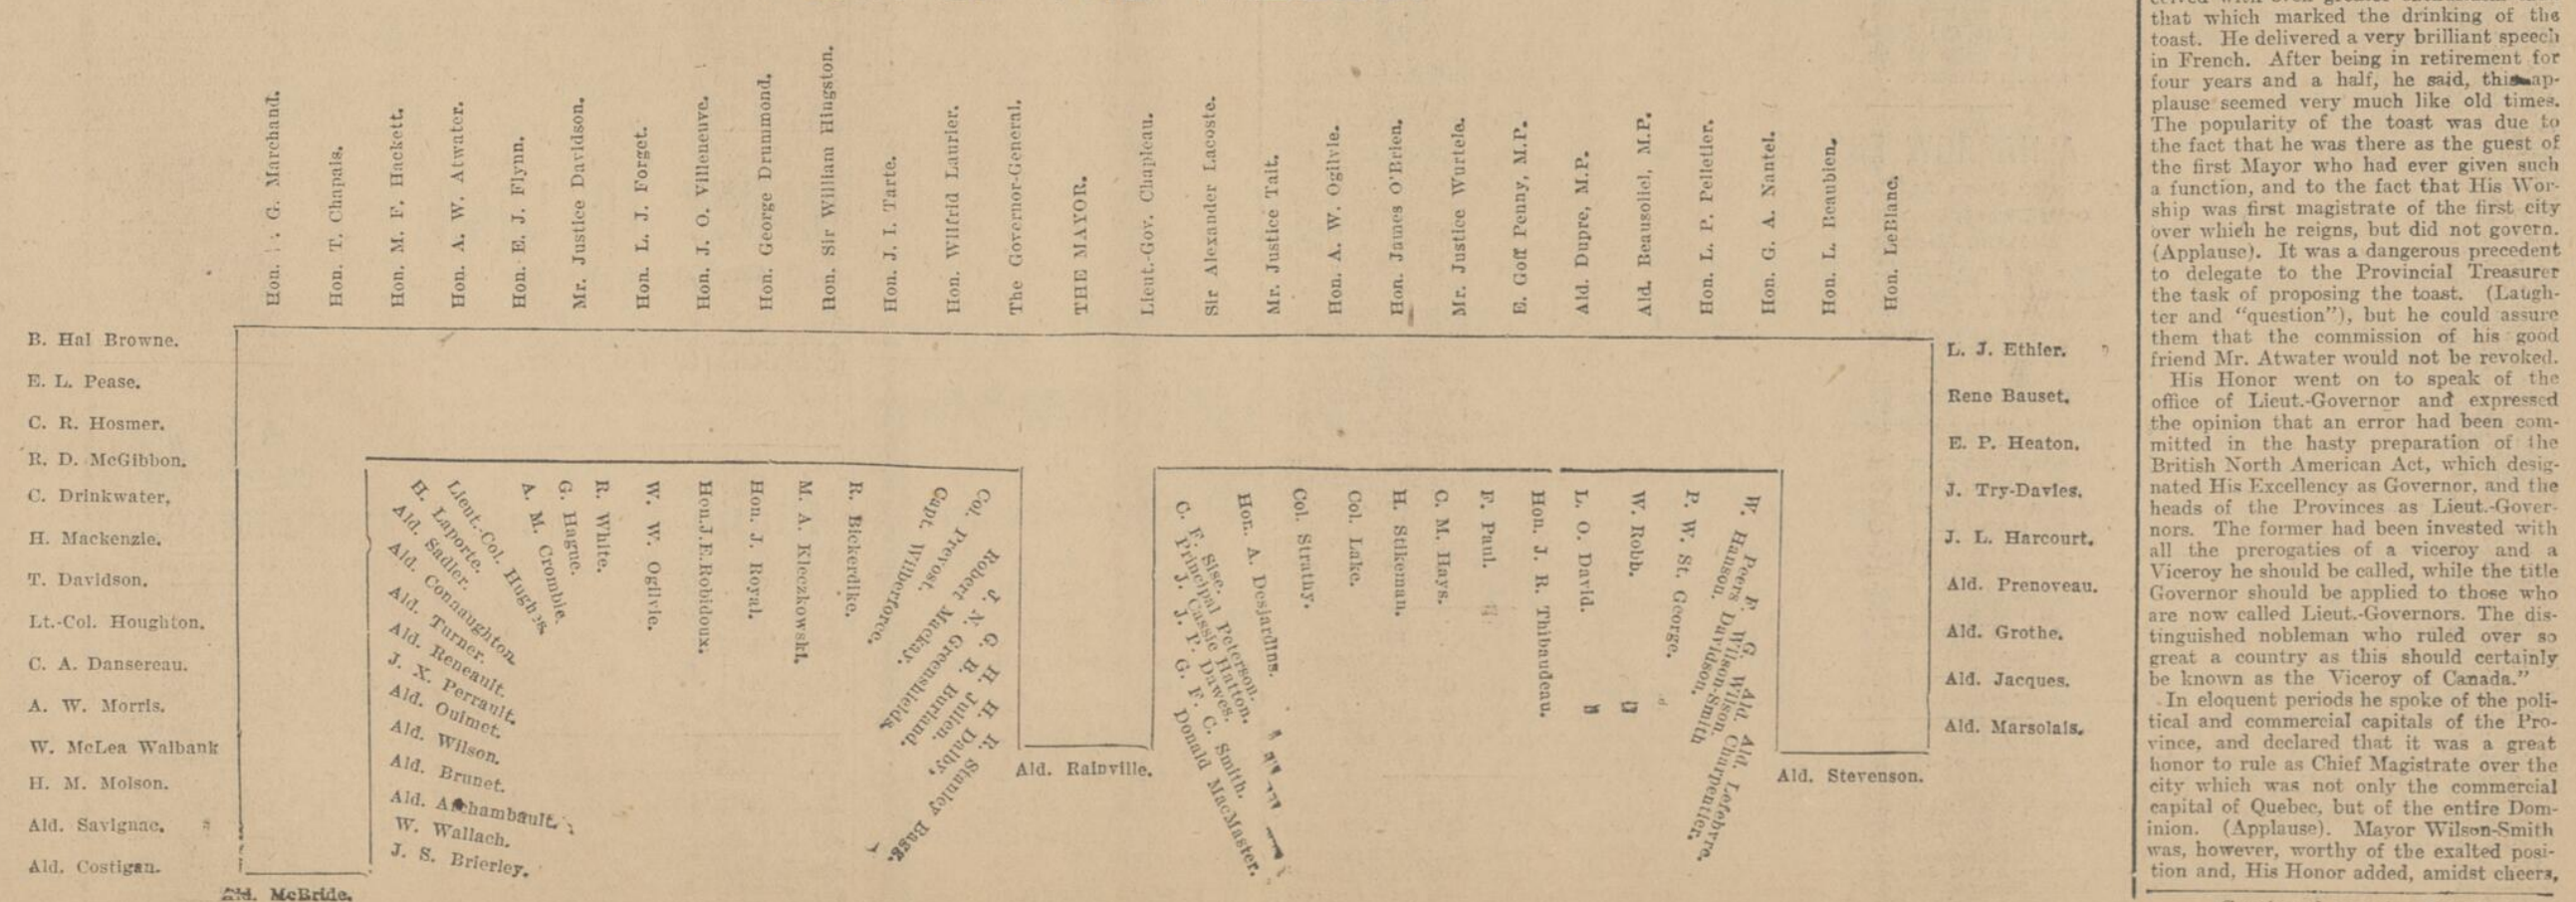 Hon. G. Marchand.
Hon. T. Chapais.
Hon. M. F. Hackett.
Hon. A. W. Atwater.
Hon. E. J. Flynn.
Mr. Justice Davidson.
Hon. L. J. Forget.
Hon. J. O. Villeneuve.
Hon. George Drummond.
Hon. Sir William Hingston.
Hon. J. I. Tarte.
Hon. Wilfrid Laurier.
The Governor-General.
THE MAYOR.
Lieut.-Gov. Chapleau.
Sir Alexander Lacoste.
Mr. Justice Tait.
Hon. A. W. Ogilvie.
Hon. James O'Brien.
Mr. Justice Wurtele.
E. Goff Penny, M.P.
Ald. Dupre, M.P.
Ald. Beausoliel, M.P.
Hon. L. P. Pelletier.
Hon. G. A. Nantel.
Hon. L. Beaubien.
Hon. LeBlanc.
B. Hal Browne.
E. L. Pease.
C. R. Hosmer.
R. D. McGibbon.
C. Drinkwater,
H. Mackenzie.
T. Davidson.
Lt.-Col. Houghton.
C. A. Dansereau.
A. W. Morris.
W. McLea Walbank
H. M. Molson.
Ald. Savignac.
Ald. Costigan.
Ald. McBride.
J. S. Brierley.
W. Wallach.
Ald. Archambault.
Ald. Brunet.
Ald. Wilson.
Ald. Ouimet.
J. X. Perrault.
Ald. Reneault.
Ald. Turner.
Ald. Connaughton.
Ald. Sadler.
H. Laporte.
Lieut.-Col. Hughes.
A. M. Crombie.
G. Hague.
R. White.
W. W. Ogilvie.
Hon. J. E. Robidoux.
Hon. J. Royal.
M. A. Kleczkowski.
R. Bickerdike.
Capt. Wilberforce.
Col. Prevost.
Robert Mackay.
J. N. Greenshields.
G. B. Burland.
H. Julien.
H. Dalby.
R. Stanley Bagg.
Ald. Rainville.
Donald MacMaster.
G. F. C. Smith.
J. P. Dawes.
J. Cassie Hatton.
Principal Peterson.
C. F. Sise.
Hon. A. Desjardins.
Col. Strathy.
Col. Lake.
H. Stikeman.
C. M. Hays.
F. Paul.
Hon. J. R. Thibaudeau.
L. O. David.
W. Robb.
P. W. St. George.
W. Hanson.
Peers Davidson.
F. Wilson-Smith
G. Wilson.
Ald. Charpentier.
Ald. Lefebvre.
Ald. Stevenson.
L. J. Ethier.
Rene Bauset.
E. P. Heaton.
J. Try-Davies.
J. L. Harcourt.
Ald. Prenoveau.
Ald. Grothe.
Ald. Jacques.
Ald. Marsolais.
that which marked the drinking of the
toast. He delivered a very brilliant speech
in French. After being in retirement for
four years and a half, he said, this ap-
plause seemed very much like old times.
The popularity of the toast was due to
the fact that he was there as the guest of
the first Mayor who had ever given such
a function, and to the fact that His Wor-
ship was first magistrate of the first city
over which he reigns, but did not govern.
(Applause). It was a dangerous precedent
to delegate to the Provincial Treasurer
the task of proposing the toast. (Laugh-
ter and "question"), but he could assure
them that the commission of his good
friend Mr. Atwater would not be revoked.
His Honor went on to speak of the
office of Lieut.-Governor and expressed
the opinion that an error had been com-
mitted in the hasty preparation of the
British North American Act, which desig-
nated His Excellency as Governor, and the
heads of the Provinces as Lieut.-Gover-
nors. The former had been invested with
all the prerogaties of a viceroy and a
Viceroy he should be called, while the title
Governor should be applied to those who
are now called Lieut.-Governors. The dis-
tinguished nobleman who ruled over so
great a country as this should certainly
be known as the Viceroy of Canada."
In eloquent periods he spoke of the poli-
tical and commercial capitals of the Pro-
vince, and declared that it was a great
honor to rule as Chief Magistrate over the
city which was not only the commercial
capital of Quebec, but of the entire Dom-
inion. (Applause). Mayor Wilson-Smith
was, however, worthy of the exalted posi-
tion and, His Honor added, amidst cheers,